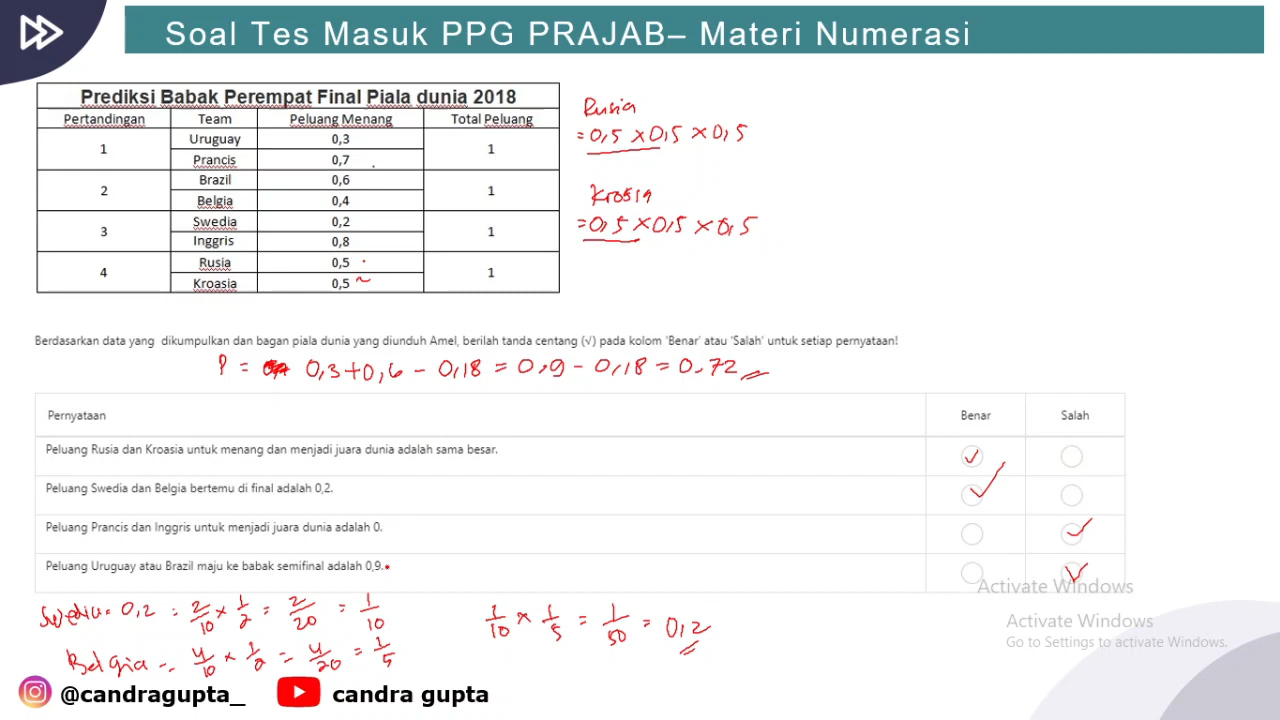 Soal Tes Masuk PPG PRAJAB– Materi Numerasi
Prediksi Babak Perempat Final Piala dunia 2018
Pertandingan Team Peluang Menang Total Peluang
1 Uruguay 0,3 1
Prancis 0,7
2 Brazil 0,6 1
Belgia 0,4
3 Swedia 0,2 1
Inggris 0,8
4 Rusia 0,5 1
Kroasia 0,5
Rusia
= 0,5 × 0,5 × 0,5
Kroasia
= 0,5 × 0,5 × 0,5
Berdasarkan data yang dikumpulkan dan bagan piala dunia yang diunduh Amel, berilah tanda centang (√) pada kolom 'Benar' atau 'Salah' untuk setiap pernyataan!
P = 0,3 + 0,6 - 0,18 = 0,9 - 0,18 = 0,72
Pernyataan Benar Salah
Peluang Rusia dan Kroasia untuk menang dan menjadi juara dunia adalah sama besar.
Peluang Swedia dan Belgia bertemu di final adalah 0,2.
Peluang Prancis dan Inggris untuk menjadi juara dunia adalah 0.
Peluang Uruguay atau Brazil maju ke babak semifinal adalah 0,9.
Swedia = 0,2 = 2/10 × 1/2 = 2/20 = 1/10
Belgia = 4/10 × 1/2 = 4/20 = 1/5
1/10 × 1/5 = 1/50 = 0,2
Activate Windows
Activate Windows
Go to Settings to activate Windows.
@candragupta_ candra gupta